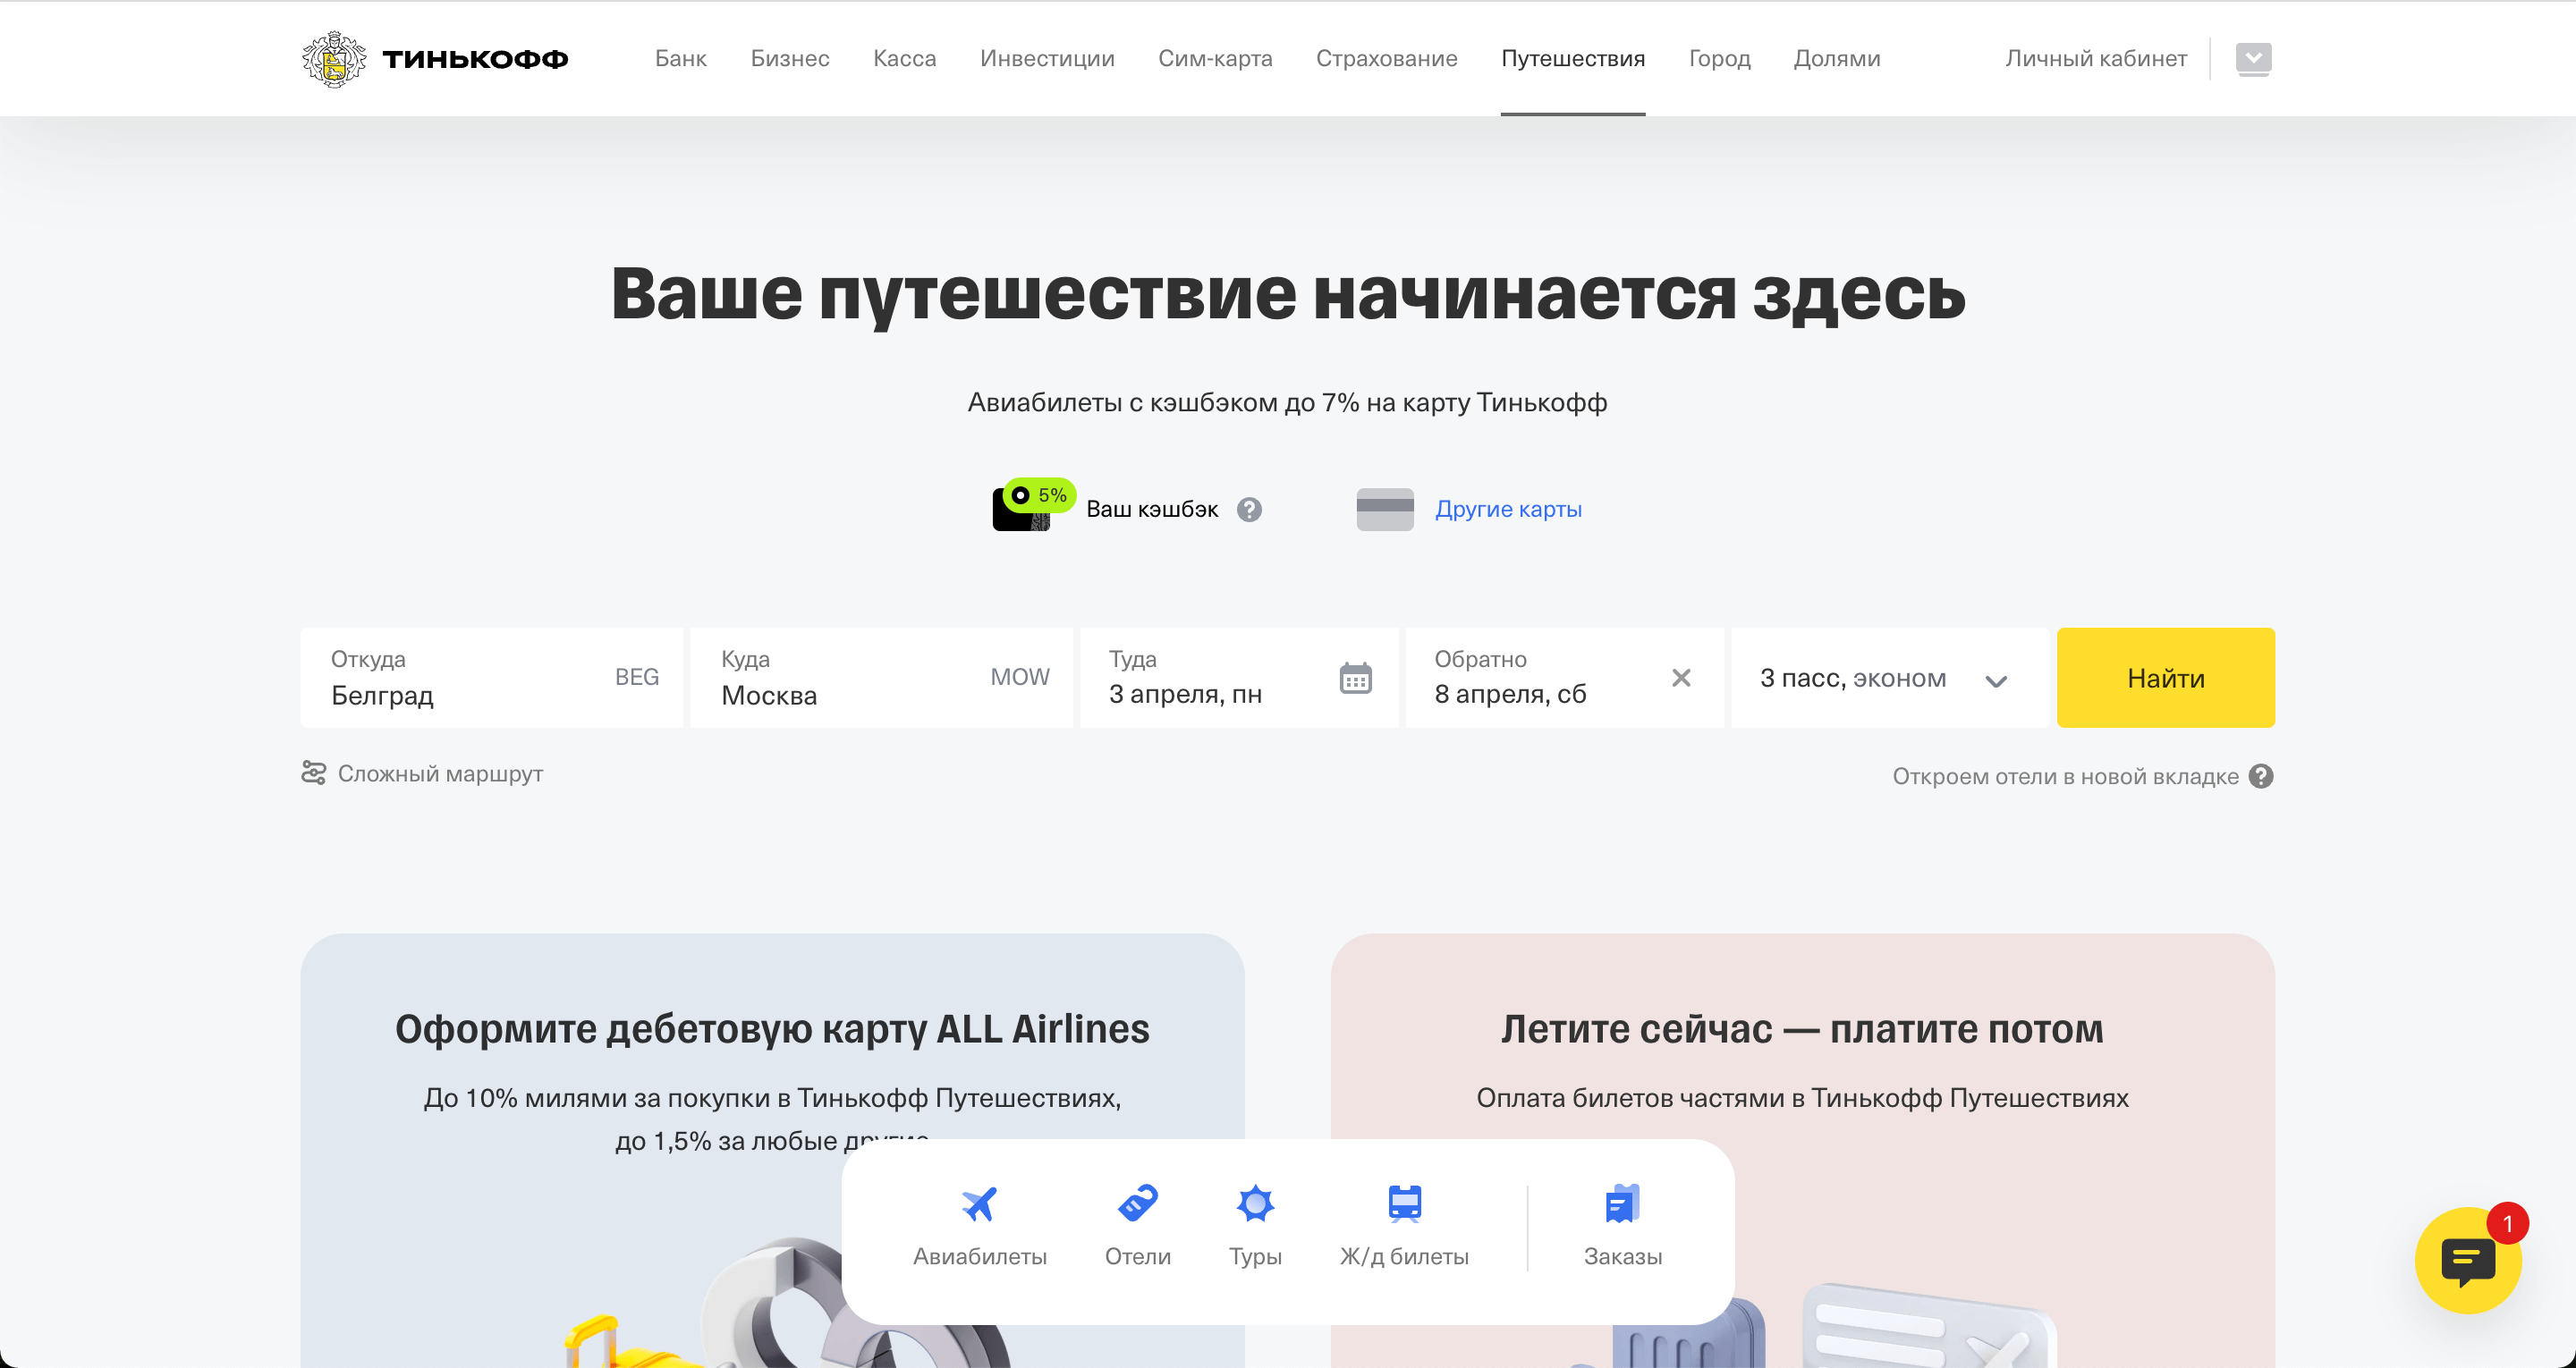 ТИНЬКОФФ
Банк
Бизнес
Касса
Инвестиции
Сим-карта
Страхование
Путешествия
Город
Долями
Личный кабинет
Ваше путешествие начинается здесь
Авиабилеты с кэшбэком до 7% на карту Тинькофф
5%
Ваш кэшбэк
?
Другие карты
Откуда
Белград
BEG
Куда
Москва
MOW
Туда
3 апреля, пн
Обратно
8 апреля, сб
3 пасс, эконом
Найти
Сложный маршрут
Откроем отели в новой вкладке ?
Оформите дебетовую карту ALL Airlines
До 10% милями за покупки в Тинькофф Путешествиях,
до 1,5% за любые другие
Летите сейчас — платите потом
Оплата билетов частями в Тинькофф Путешествиях
Авиабилеты
Отели
Туры
Ж/д билеты
Заказы
1